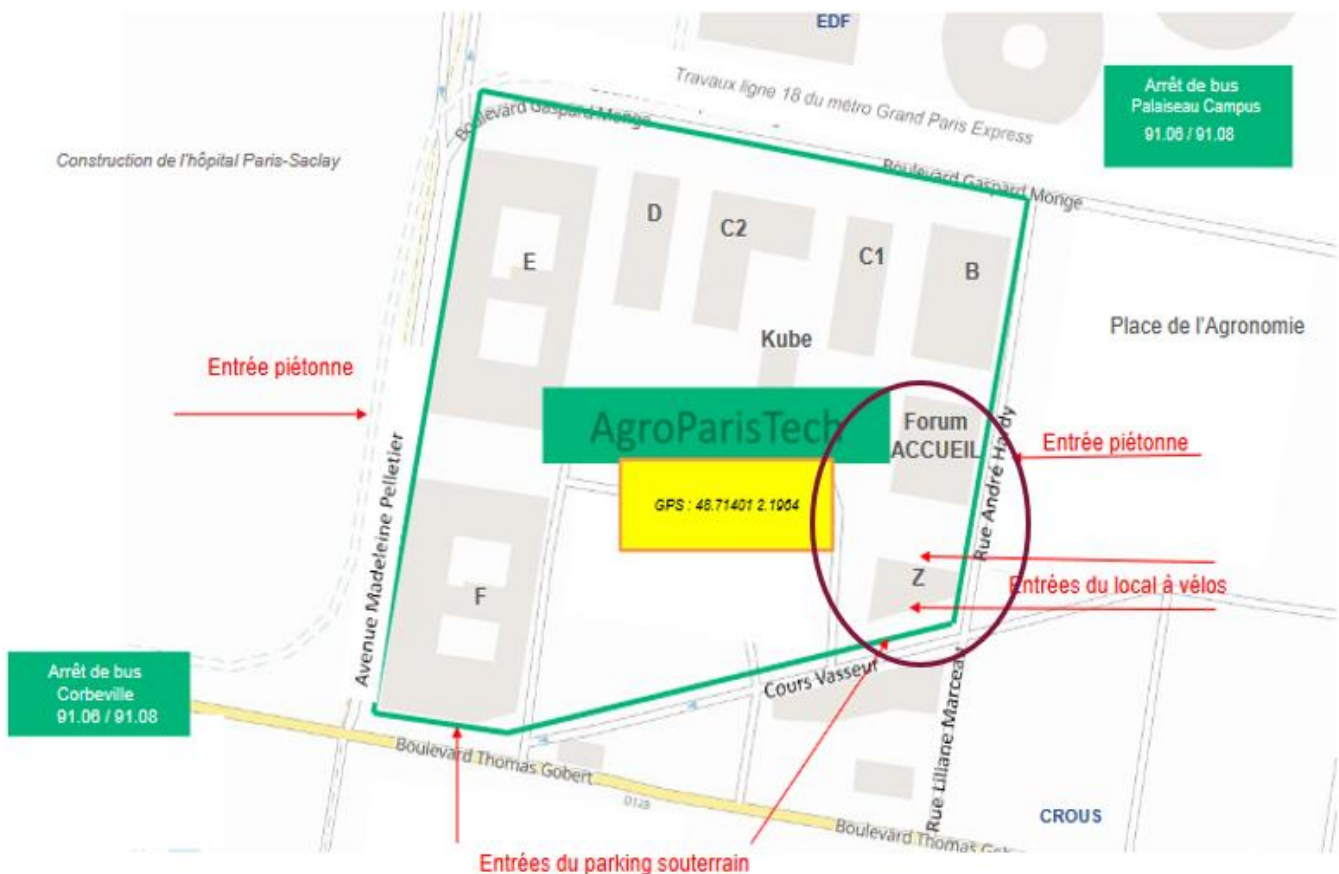 EDF
Travaux ligne 18 du métro Grand Paris Express
Arrêt de bus
Palaiseau Campus
91.06 / 91.08
Boulevard Gaspard Monge
Construction de l'hôpital Paris-Saclay
Boulevard Gaspard Monge
D
C2
C1
B
E
Place de l'Agronomie
Kube
Entrée piétonne
AgroParisTech
Forum
ACCUEIL
Rue André Hardy
Entrée piétonne
Avenue Madeleine Pelletier
GPS : 48.71401 2.1964
Z
F
Entrées du local à vélos
Arrêt de bus
Corbeville
91.06 / 91.08
Cours Vasseur
Rue Liliane Marceau
Boulevard Thomas Gobert
D128
CROUS
Boulevard Thomas
Entrées du parking souterrain